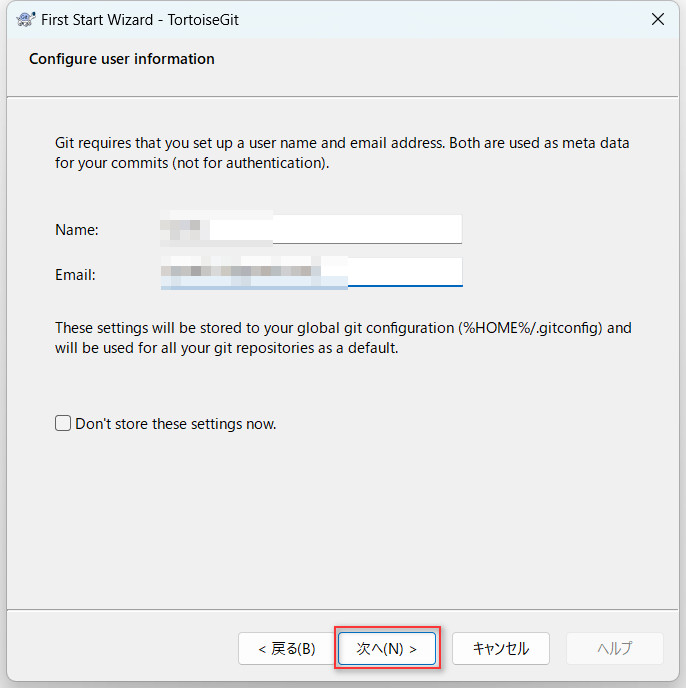 First Start Wizard - TortoiseGit
Configure user information
Git requires that you set up a user name and email address. Both are used as meta data
for your commits (not for authentication).
Name:
Email:
These settings will be stored to your global git configuration (%HOME%/.gitconfig) and
will be used for all your git repositories as a default.
Don't store these settings now.
< 戻る(B)
次へ(N) >
キャンセル
ヘルプ